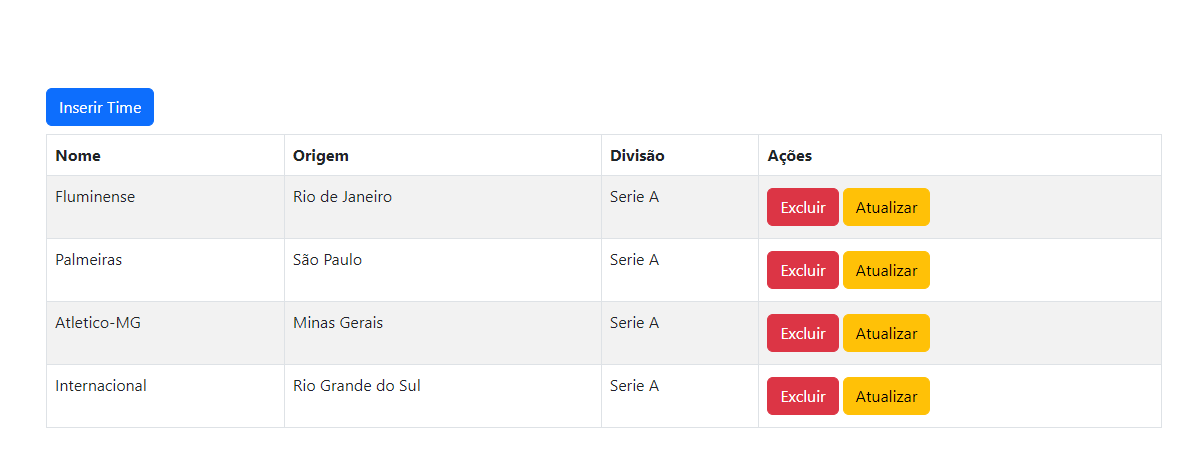 Inserir Time
Nome Origem Divisão Ações
Fluminense Rio de Janeiro Serie A Excluir Atualizar
Palmeiras São Paulo Serie A Excluir Atualizar
Atletico-MG Minas Gerais Serie A Excluir Atualizar
Internacional Rio Grande do Sul Serie A Excluir Atualizar